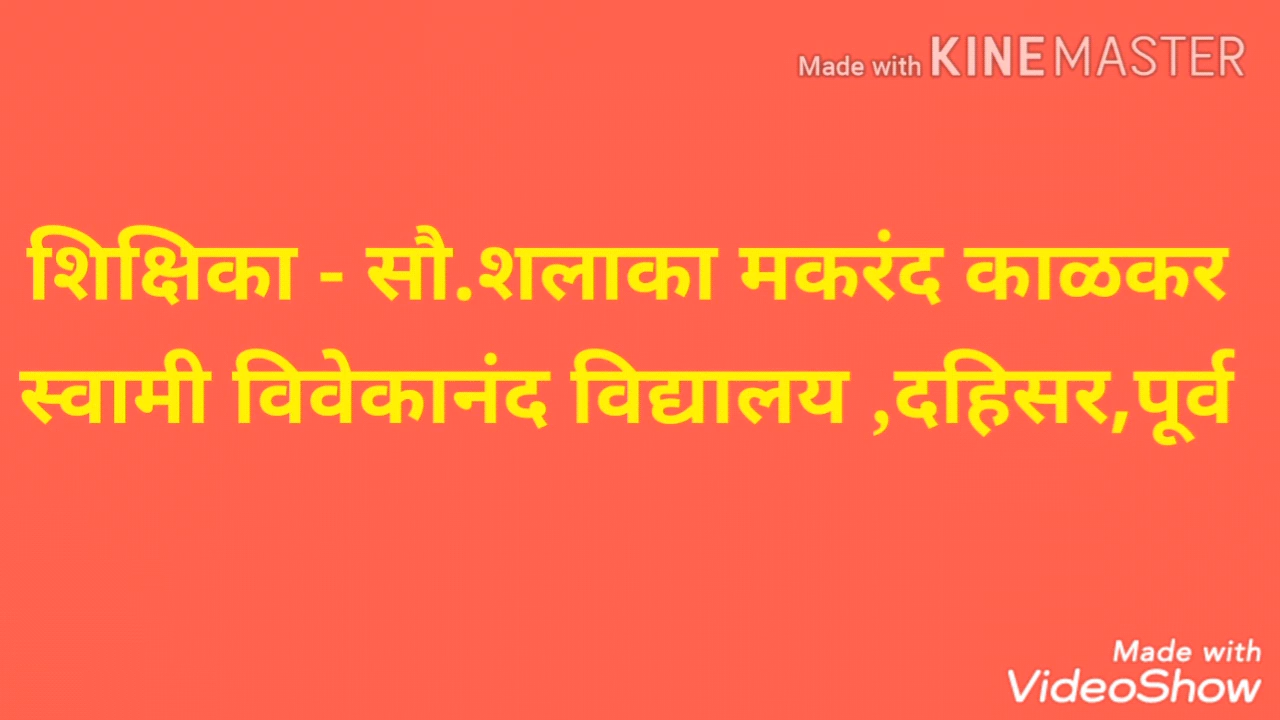 Made with KINEMASTER
शिक्षिका - सौ.शलाका मकरंद काळकर
स्वामी विवेकानंद विद्यालय ,दहिसर,पूर्व
Made with
VideoShow